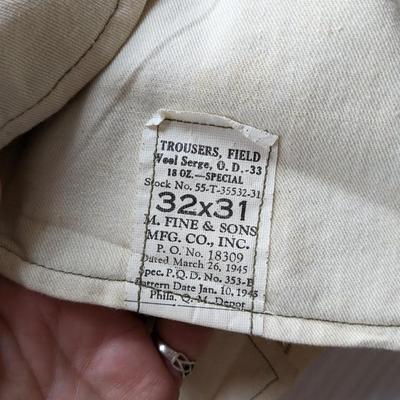 TROUSERS, FIELD
Wool Serge, O. D.-33
18 OZ.—SPECIAL
Stock No. 55-T-35532-31
32x31
M. FINE & SONS
MFG. CO., INC.
P. O. No. 18309
Dated March 26, 1945
Spec. P.Q.D. No. 353-E
Pattern Date Jan. 10, 1945
Phila. Q. M. Depot